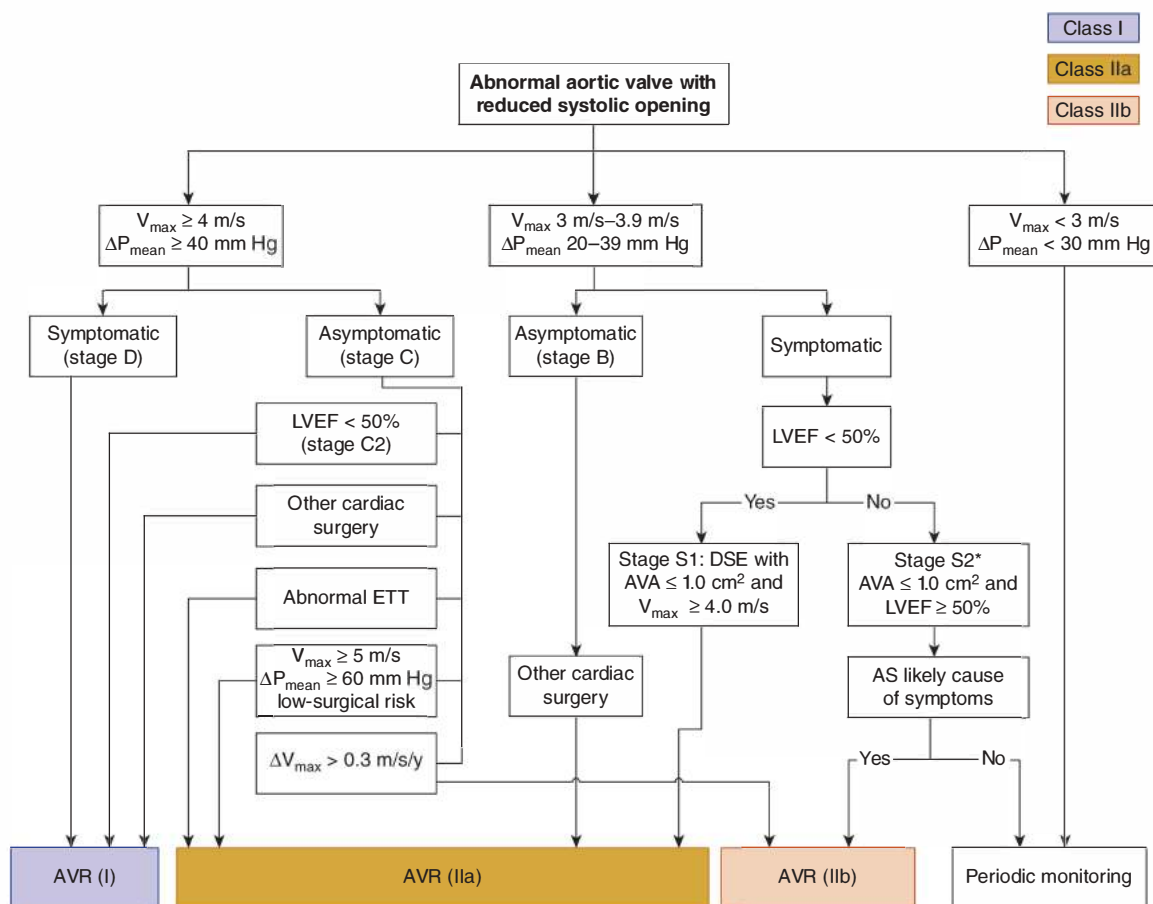 Class I
Class IIa
Class IIb
Abnormal aortic valve with
reduced systolic opening
Vmax ≥ 4 m/s
ΔPmean ≥ 40 mm Hg
Vmax 3 m/s–3.9 m/s
ΔPmean 20–39 mm Hg
Vmax < 3 m/s
ΔPmean < 30 mm Hg
Symptomatic
(stage D)
Asymptomatic
(stage C)
Asymptomatic
(stage B)
Symptomatic
LVEF < 50%
(stage C2)
LVEF < 50%
Other cardiac
surgery
Yes
No
Abnormal ETT
Stage S1: DSE with
AVA ≤ 1.0 cm² and
Vmax ≥ 4.0 m/s
Stage S2*
AVA ≤ 1.0 cm² and
LVEF ≥ 50%
Vmax ≥ 5 m/s
ΔPmean ≥ 60 mm Hg
low-surgical risk
Other cardiac
surgery
AS likely cause
of symptoms
ΔVmax > 0.3 m/s/y
Yes
No
AVR (I)
AVR (IIa)
AVR (IIb)
Periodic monitoring